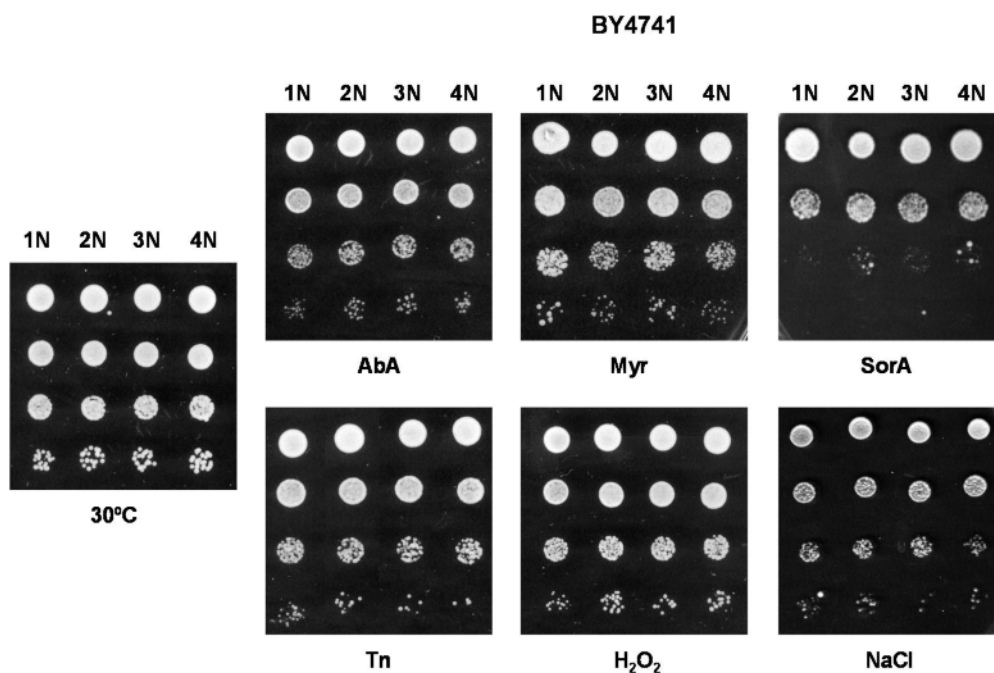 BY4741
1N 2N 3N 4N
1N 2N 3N 4N
1N 2N 3N 4N
AbA
Myr
SorA
1N 2N 3N 4N
30ºC
Tn
H₂O₂
NaCl